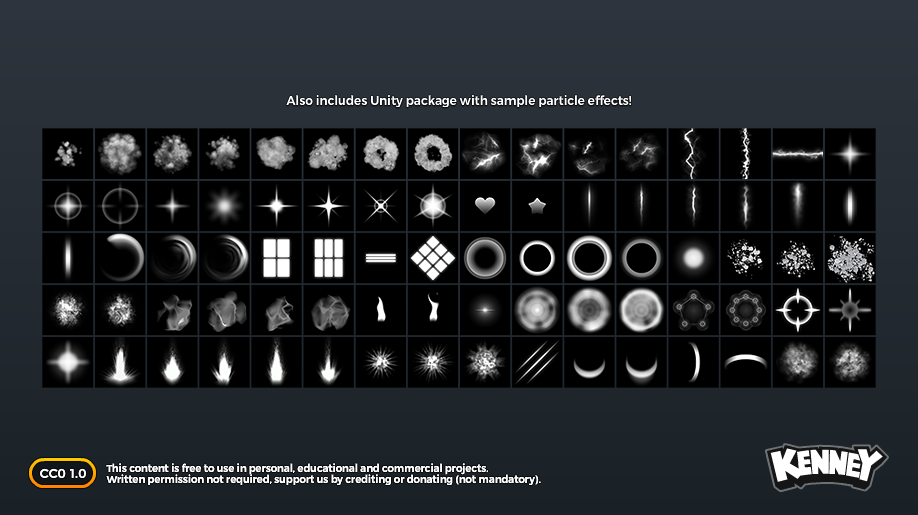 Also includes Unity package with sample particle effects!
CC0 1.0
This content is free to use in personal, educational and commercial projects.
Written permission not required, support us by crediting or donating (not mandatory).
KENNEY